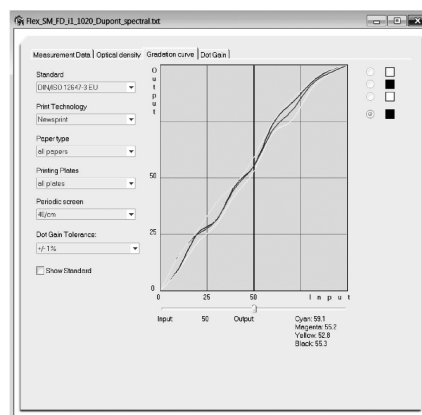 Flex_SM_FD_i1_1020_Dupont_spectral.txt
Measurement Data
Optical density
Gradation curve
Dot Gain
Standard
DIN/ISO 12647-3 EU
Print Technology
Newsprint
Paper type
all papers
Printing Plates
all plates
Periodic screen
40/cm
Dot Gain Tolerance:
+/- 1%
Show Standard
Output
50
25
0
0
25
50
Input
Input:
50
Output:
Cyan: 59.1
Magenta: 55.2
Yellow: 52.8
Black: 55.3